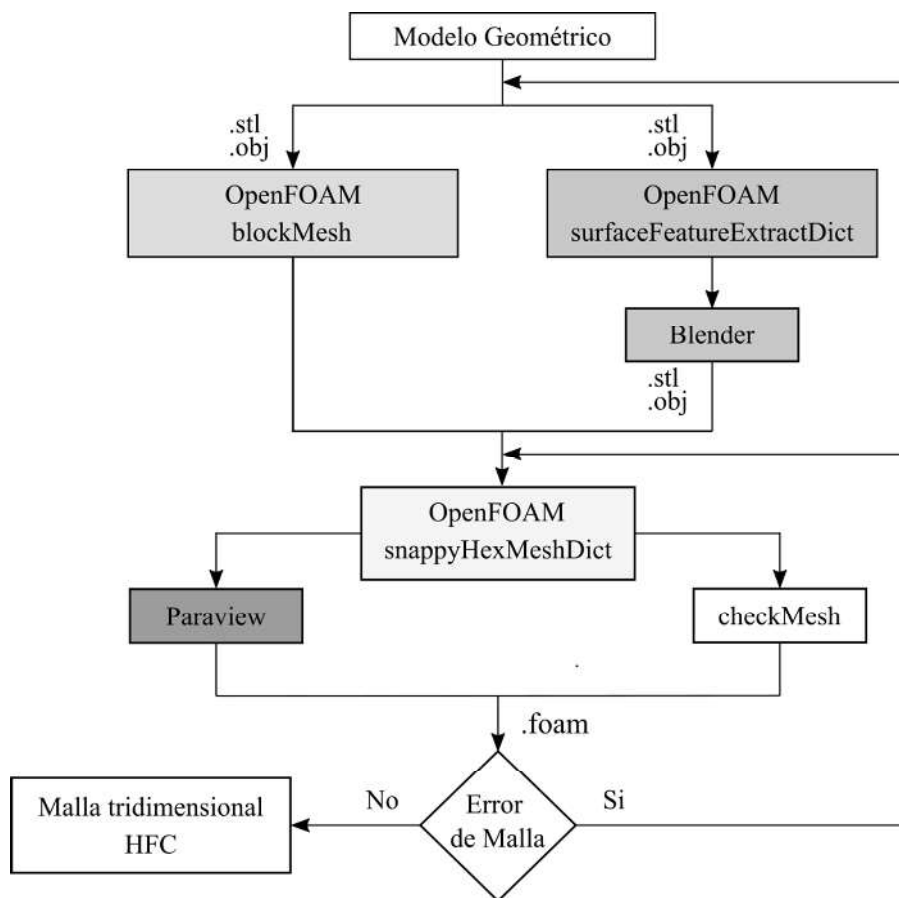 Modelo Geométrico
.stl
.obj
.stl
.obj
OpenFOAM
blockMesh
OpenFOAM
surfaceFeatureExtractDict
Blender
.stl
.obj
OpenFOAM
snappyHexMeshDict
Paraview
checkMesh
.foam
Malla tridimensional
HFC
No
Error
de Malla
Si